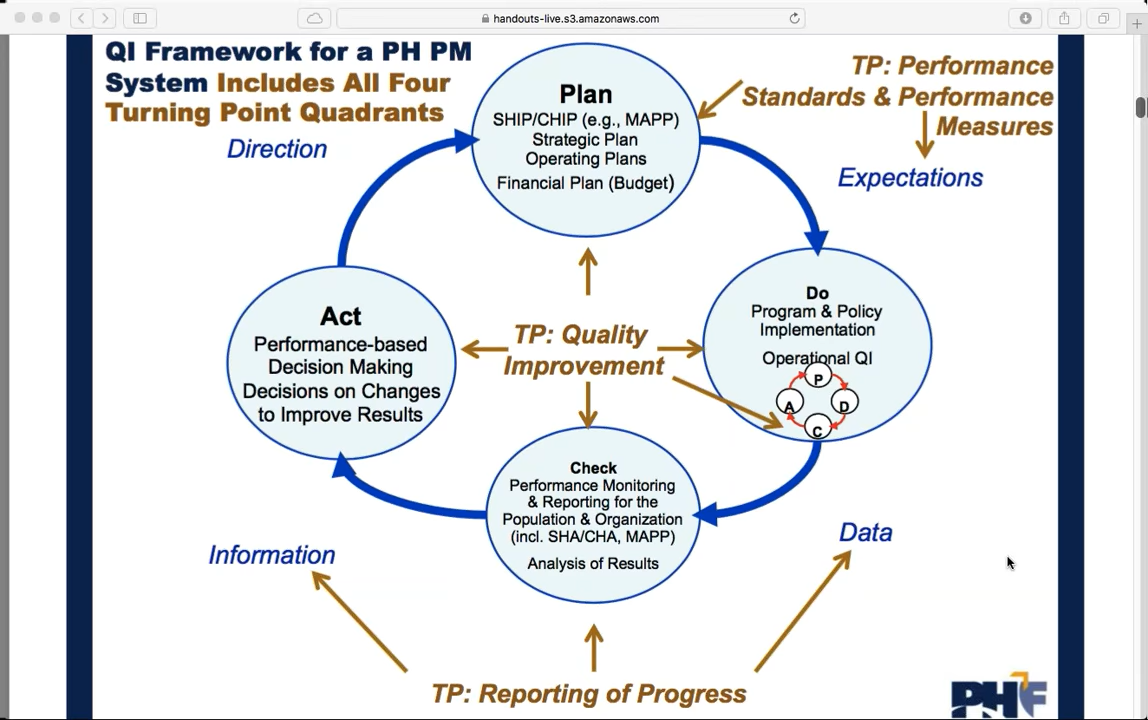 handouts-live.s3.amazonaws.com
QI Framework for a PH PM
System Includes All Four
Turning Point Quadrants
TP: Performance
Standards & Performance
Measures
Direction
Expectations
Plan
SHIP/CHIP (e.g., MAPP)
Strategic Plan
Operating Plans
Financial Plan (Budget)
Do
Program & Policy
Implementation
Operational QI
P
D
C
A
TP: Quality
Improvement
Act
Performance-based
Decision Making
Decisions on Changes
to Improve Results
Check
Performance Monitoring
& Reporting for the
Population & Organization
(incl. SHA/CHA, MAPP)
Analysis of Results
Data
Information
TP: Reporting of Progress
PHF